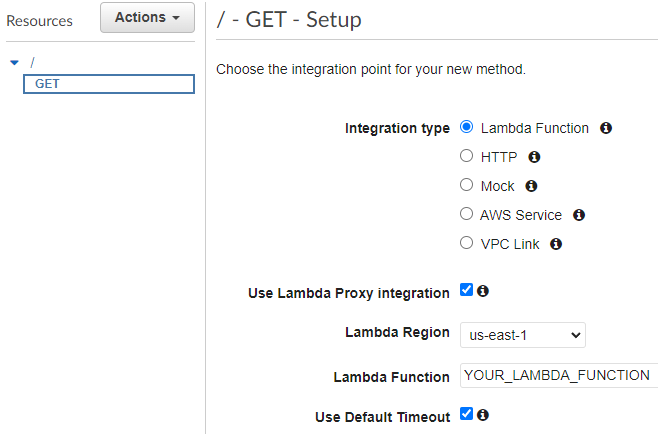 Resources
Actions
/
GET
/ - GET - Setup
Choose the integration point for your new method.
Integration type
Lambda Function
HTTP
Mock
AWS Service
VPC Link
Use Lambda Proxy integration
Lambda Region
us-east-1
Lambda Function
YOUR_LAMBDA_FUNCTION
Use Default Timeout